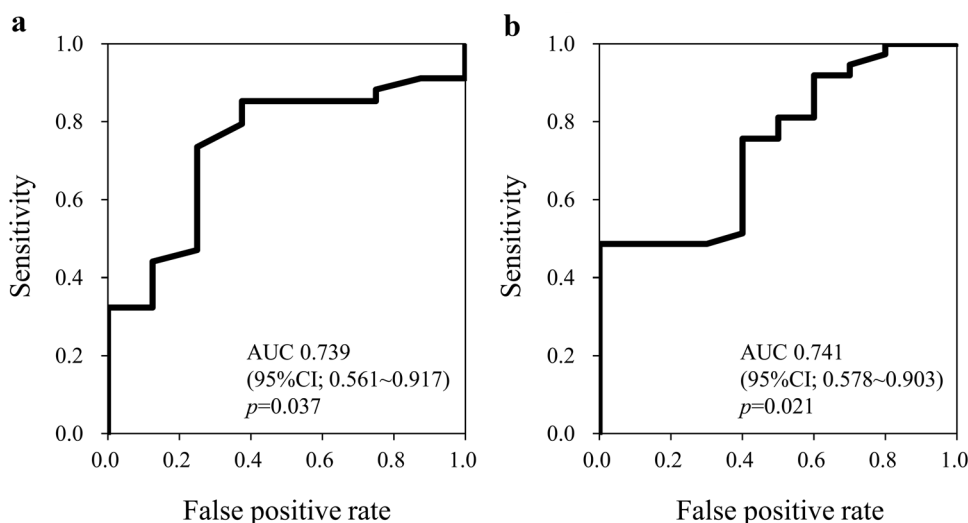 a
1.0
0.8
0.6
0.4
0.2
0.0
Sensitivity
0.0 0.2 0.4 0.6 0.8 1.0
False positive rate
AUC 0.739
(95%CI; 0.561~0.917)
p=0.037
b
1.0
0.8
0.6
0.4
0.2
0.0
Sensitivity
0.0 0.2 0.4 0.6 0.8 1.0
False positive rate
AUC 0.741
(95%CI; 0.578~0.903)
p=0.021